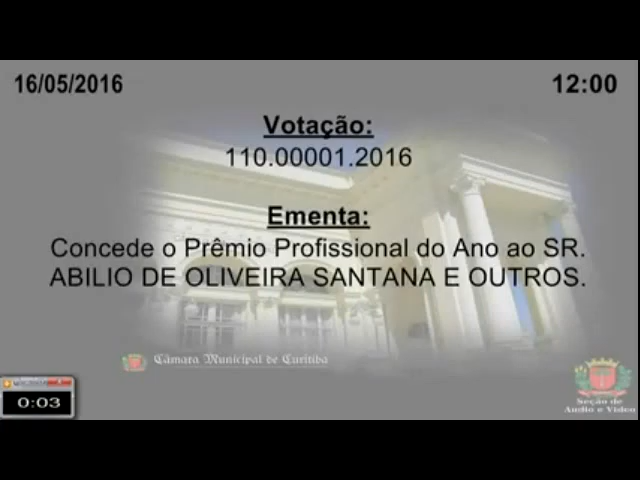 16/05/2016 12:00
Votação:
110.00001.2016
Ementa:
Concede o Prêmio Profissional do Ano ao SR.
ABILIO DE OLIVEIRA SANTANA E OUTROS.
Câmara Municipal de Curitiba
0:03
Seção de
Áudio e Vídeo